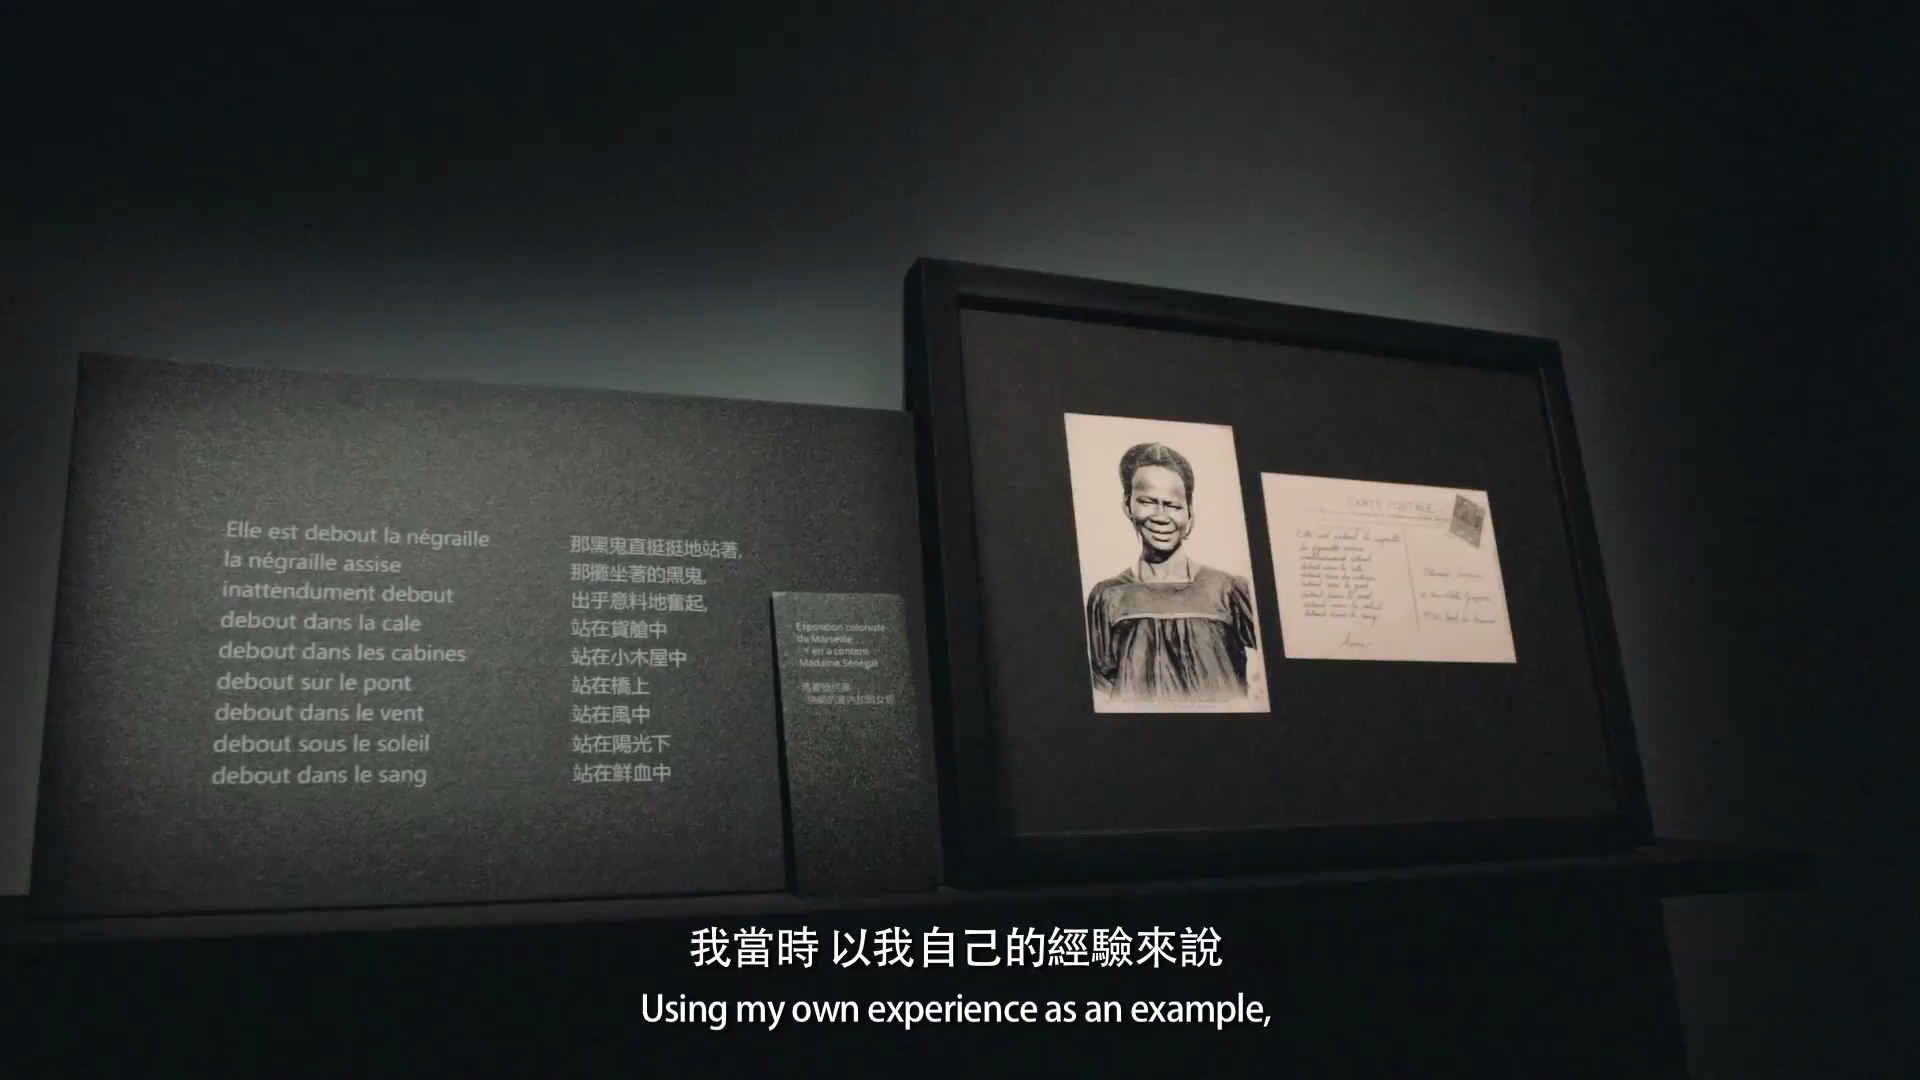 Elle est debout la négraille
la négraille assise
inattendument debout
debout dans la cale
debout dans les cabines
debout sur le pont
debout dans le vent
debout sous le soleil
debout dans le sang
那黑鬼直挺挺地站著,
那攤坐著的黑鬼,
出乎意料地奮起,
站在貨艙中
站在小木屋中
站在橋上
站在風中
站在陽光下
站在鮮血中
Exposition coloniale
de Marseille
Y en a content
Madame Sénégal
CARTE POSTALE
我當時 以我自己的經驗來說
Using my own experience as an example,